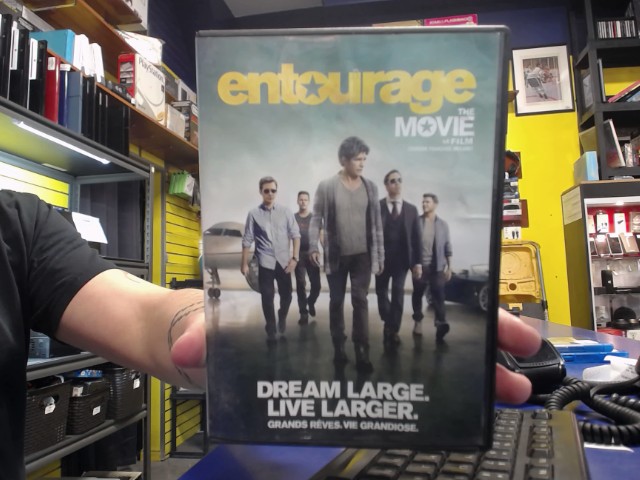 entourage
THE
MOVIE
LE FILM
DREAM LARGE.
LIVE LARGER.
GRANDS RÊVES. VIE GRANDIOSE.